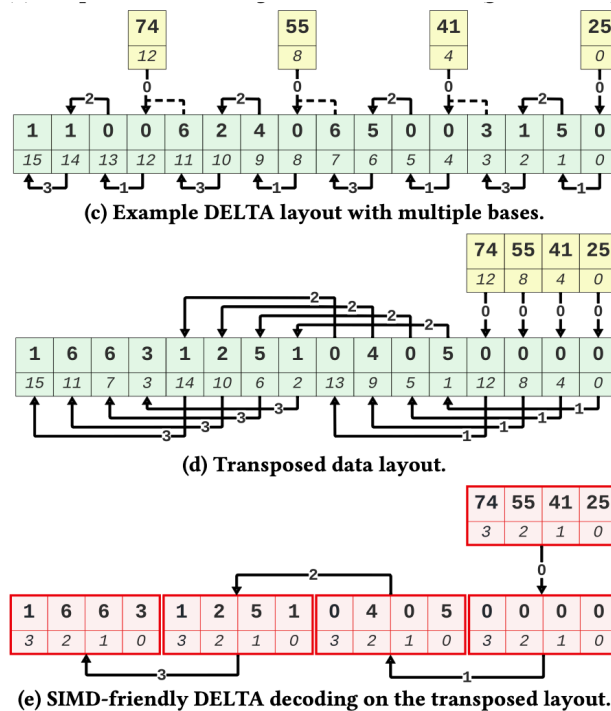 74 55 41 25
12 8 4 0
0 0 0 0
2 2 2 2
1 1 0 0 6 2 4 0 6 5 0 0 3 1 5 0
15 14 13 12 11 10 9 8 7 6 5 4 3 2 1 0
3 1 3 1 3 1 3 1
(c) Example DELTA layout with multiple bases.
74 55 41 25
12 8 4 0
0 0 0 0
2
2
2
2
1 6 6 3 1 2 5 1 0 4 0 5 0 0 0 0
15 11 7 3 14 10 6 2 13 9 5 1 12 8 4 0
3 1
3 1
3 1
3 1
(d) Transposed data layout.
74 55 41 25
3 2 1 0
0
2
1 6 6 3 1 2 5 1 0 4 0 5 0 0 0 0
3 2 1 0 3 2 1 0 3 2 1 0 3 2 1 0
3 1
(e) SIMD-friendly DELTA decoding on the transposed layout.